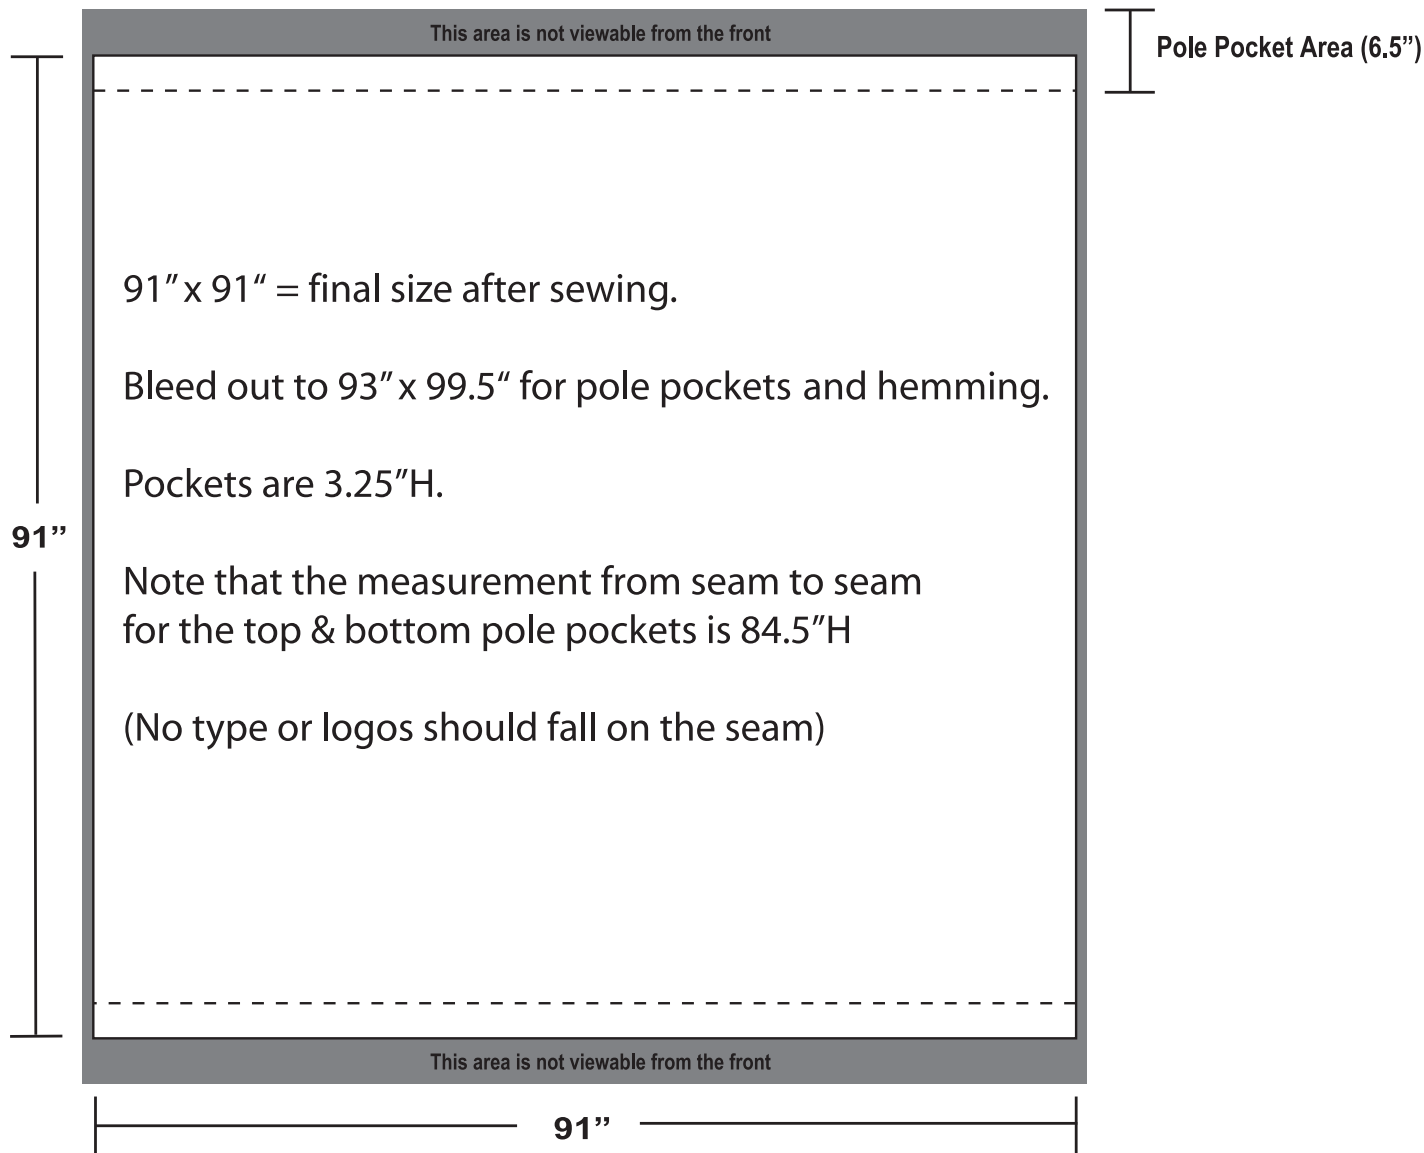 This area is not viewable from the front
Pole Pocket Area (6.5”)
91” x 91“ = final size after sewing.
Bleed out to 93” x 99.5“ for pole pockets and hemming.
Pockets are 3.25”H.
91”
Note that the measurement from seam to seam
for the top & bottom pole pockets is 84.5”H
(No type or logos should fall on the seam)
This area is not viewable from the front
91”